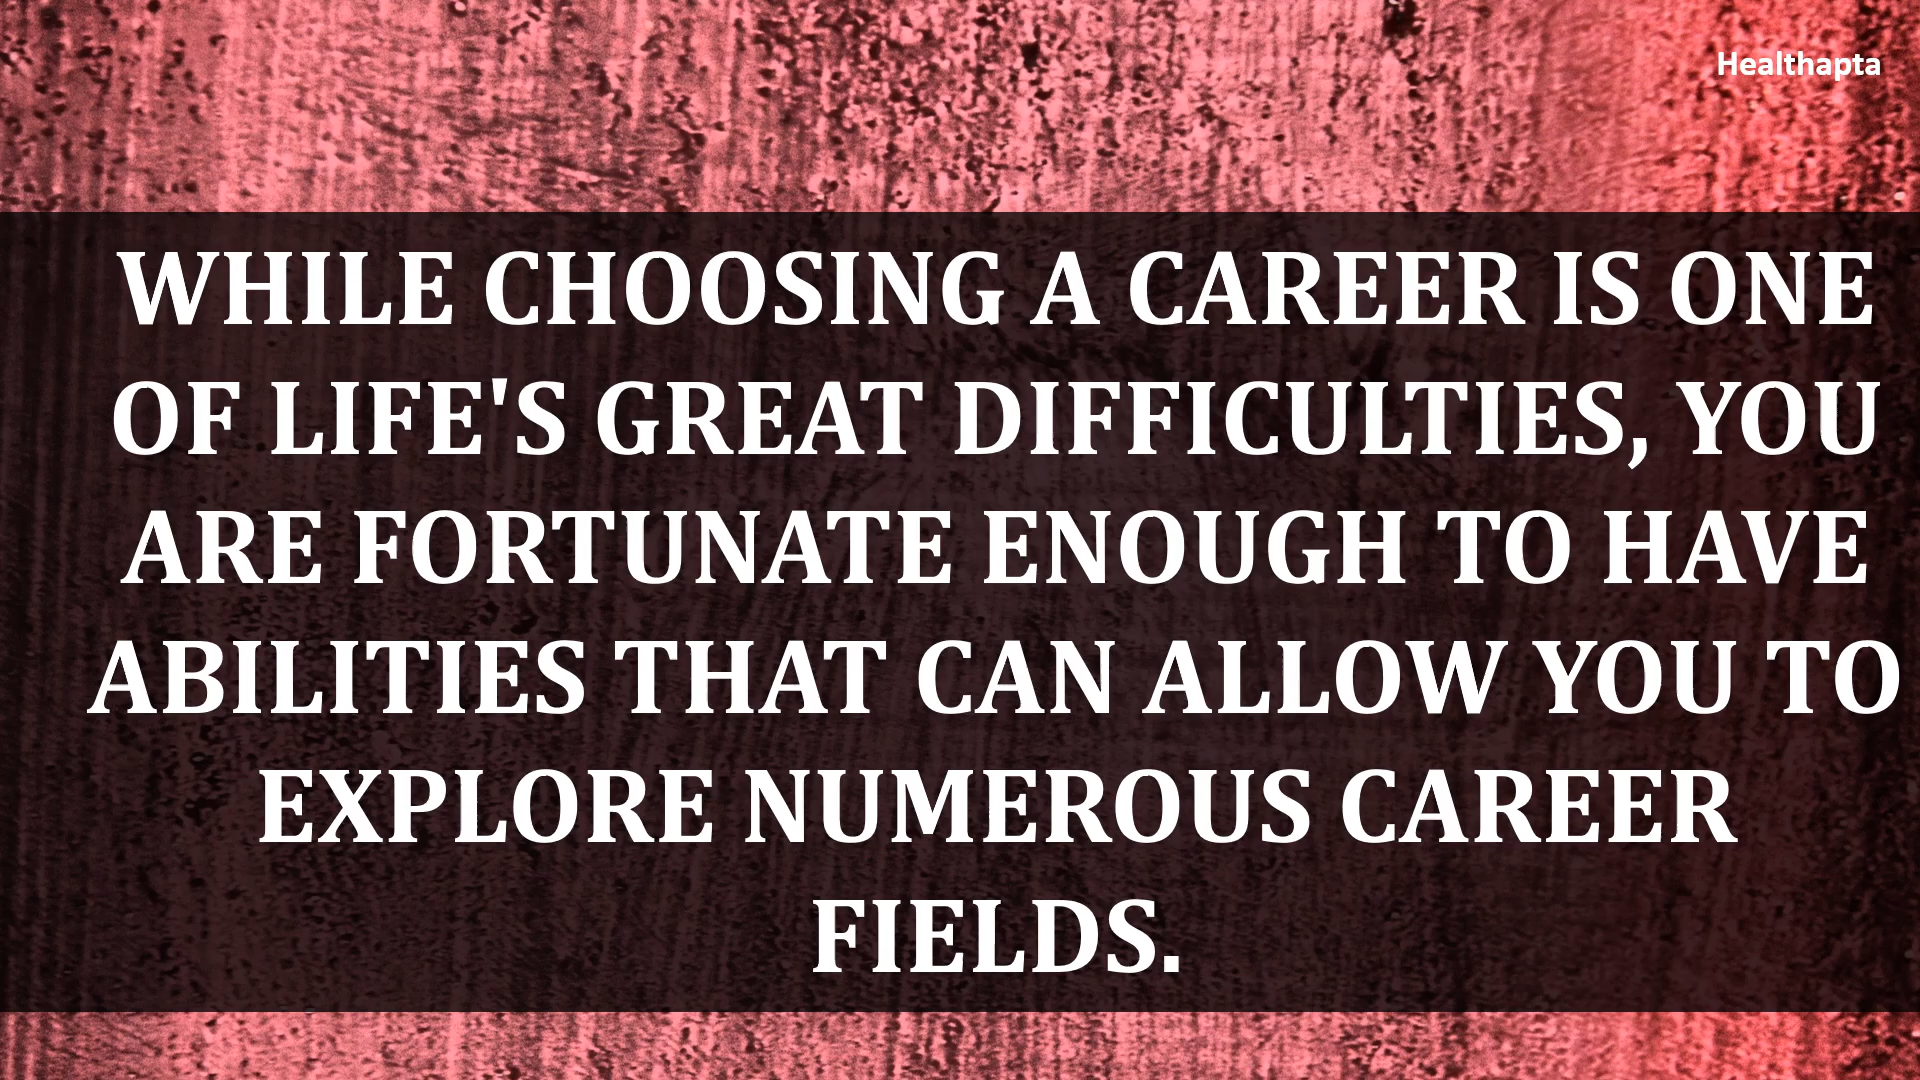 Healthapta
WHILE CHOOSING A CAREER IS ONE
OF LIFE'S GREAT DIFFICULTIES, YOU
ARE FORTUNATE ENOUGH TO HAVE
ABILITIES THAT CAN ALLOW YOU TO
EXPLORE NUMEROUS CAREER
FIELDS.